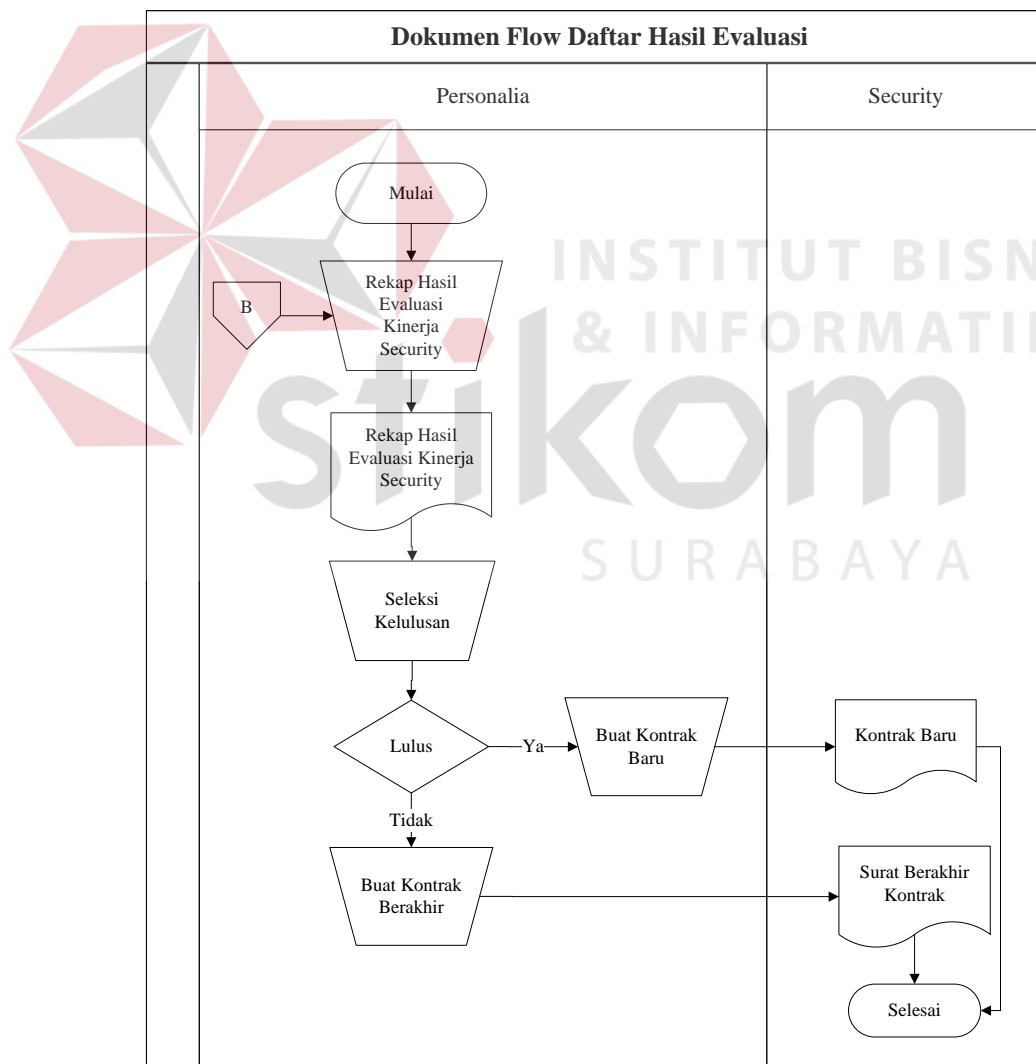 Dokumen Flow Daftar Hasil Evaluasi
Personalia
Security
Mulai
B
Rekap Hasil
Evaluasi
Kinerja
Security
Rekap Hasil
Evaluasi Kinerja
Security
Seleksi
Kelulusan
Lulus
Ya
Buat Kontrak
Baru
Kontrak Baru
Tidak
Buat Kontrak
Berakhir
Surat Berakhir
Kontrak
Selesai
INSTITUT BISN
& INFORMATI
stikom
SURABAYA